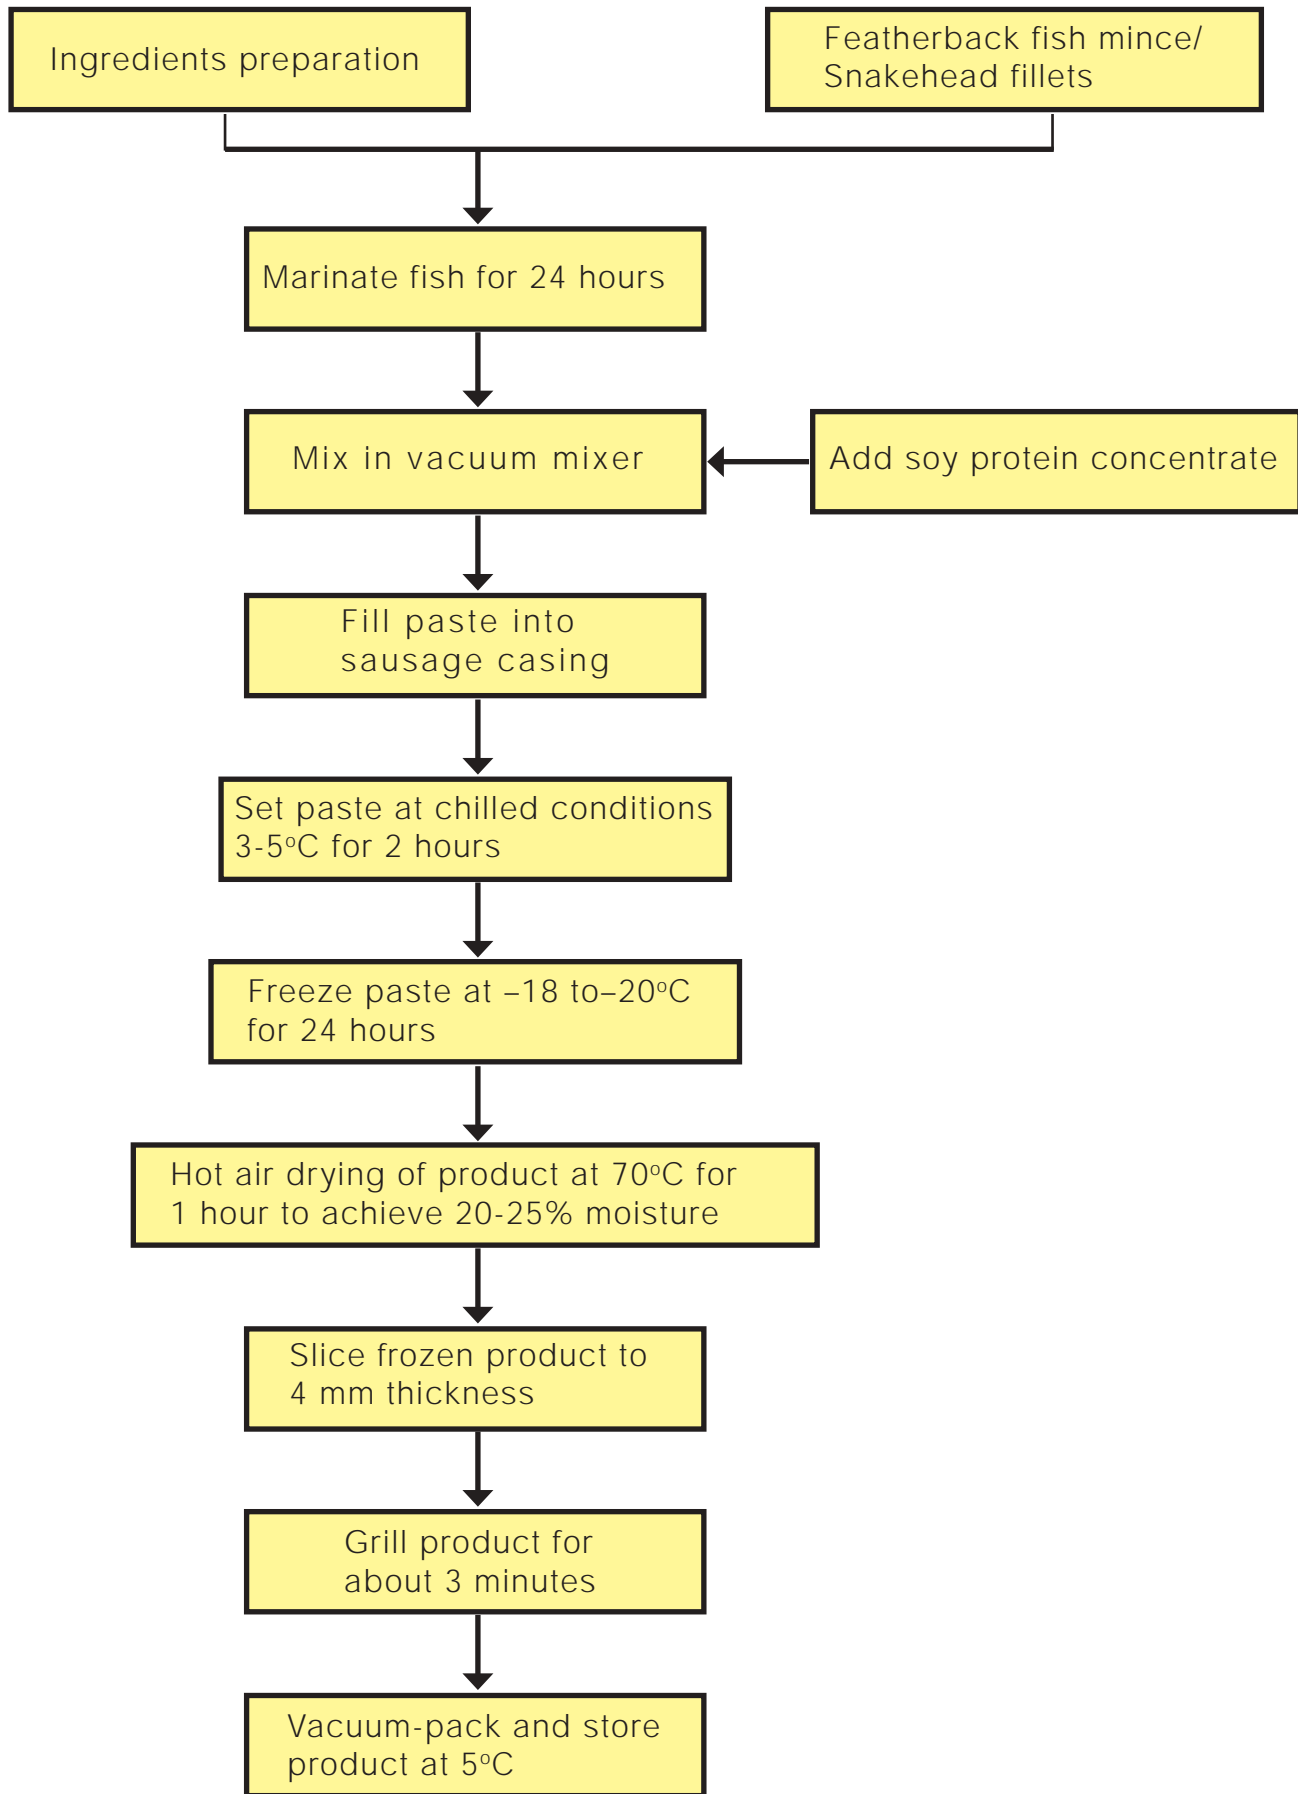 Ingredients preparation
Featherback fish mince/
Snakehead fillets
Marinate fish for 24 hours
Mix in vacuum mixer
Add soy protein concentrate
Fill paste into
sausage casing
Set paste at chilled conditions
3-5ºC for 2 hours
Freeze paste at –18 to–20ºC
for 24 hours
Hot air drying of product at 70ºC for
1 hour to achieve 20-25% moisture
Slice frozen product to
4 mm thickness
Grill product for
about 3 minutes
Vacuum-pack and store
product at 5ºC